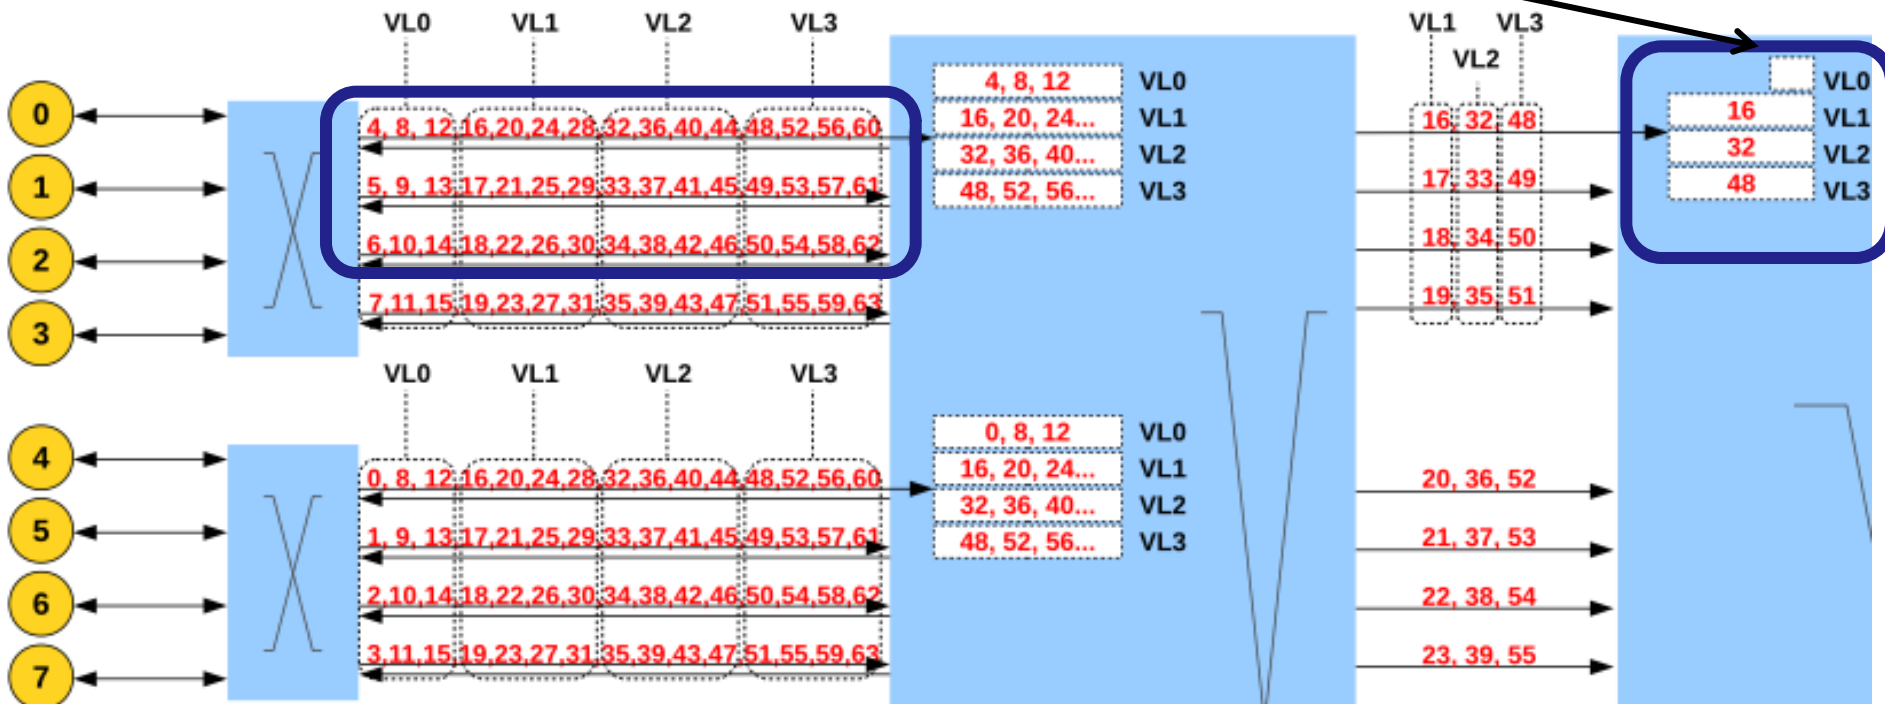 VL0 VL1 VL2 VL3 VL1 VL3
VL2
4, 8, 12 VL0 VL0
0 4, 8, 12 16,20,24,28 32,36,40,44 48,52,56,60 16, 20, 24... VL1 16 32 48 16 VL1
32, 36, 40... VL2 32 VL2
1 5, 9, 13 17,21,25,29 33,37,41,45 49,53,57,61 48, 52, 56... VL3 17 33 49 48 VL3
2 6,10,14 18,22,26,30 34,38,42,46 50,54,58,62 18 34 50
3 7,11,15 19,23,27,31 35,39,43,47 51,55,59,63 19 35 51
VL0 VL1 VL2 VL3
0, 8, 12 VL0
4 0, 8, 12 16,20,24,28 32,36,40,44 48,52,56,60 16, 20, 24... VL1 20, 36, 52
32, 36, 40... VL2
5 1, 9, 13 17,21,25,29 33,37,41,45 49,53,57,61 48, 52, 56... VL3 21, 37, 53
6 2,10,14 18,22,26,30 34,38,42,46 50,54,58,62 22, 38, 54
7 3,11,15 19,23,27,31 35,39,43,47 51,55,59,63 23, 39, 55